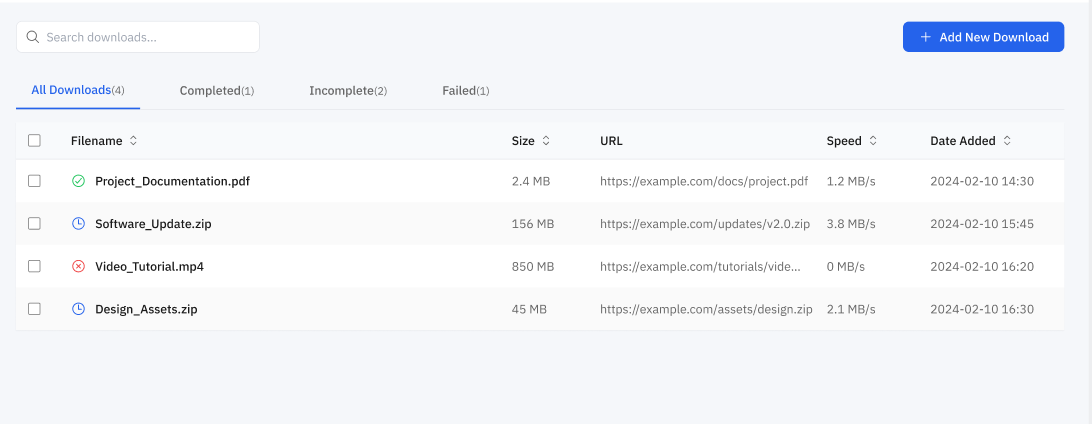 Search downloads...
Add New Download
All Downloads(4) Completed(1) Incomplete(2) Failed(1)
Filename Size URL Speed Date Added
Project_Documentation.pdf 2.4 MB https://example.com/docs/project.pdf 1.2 MB/s 2024-02-10 14:30
Software_Update.zip 156 MB https://example.com/updates/v2.0.zip 3.8 MB/s 2024-02-10 15:45
Video_Tutorial.mp4 850 MB https://example.com/tutorials/vide... 0 MB/s 2024-02-10 16:20
Design_Assets.zip 45 MB https://example.com/assets/design.zip 2.1 MB/s 2024-02-10 16:30